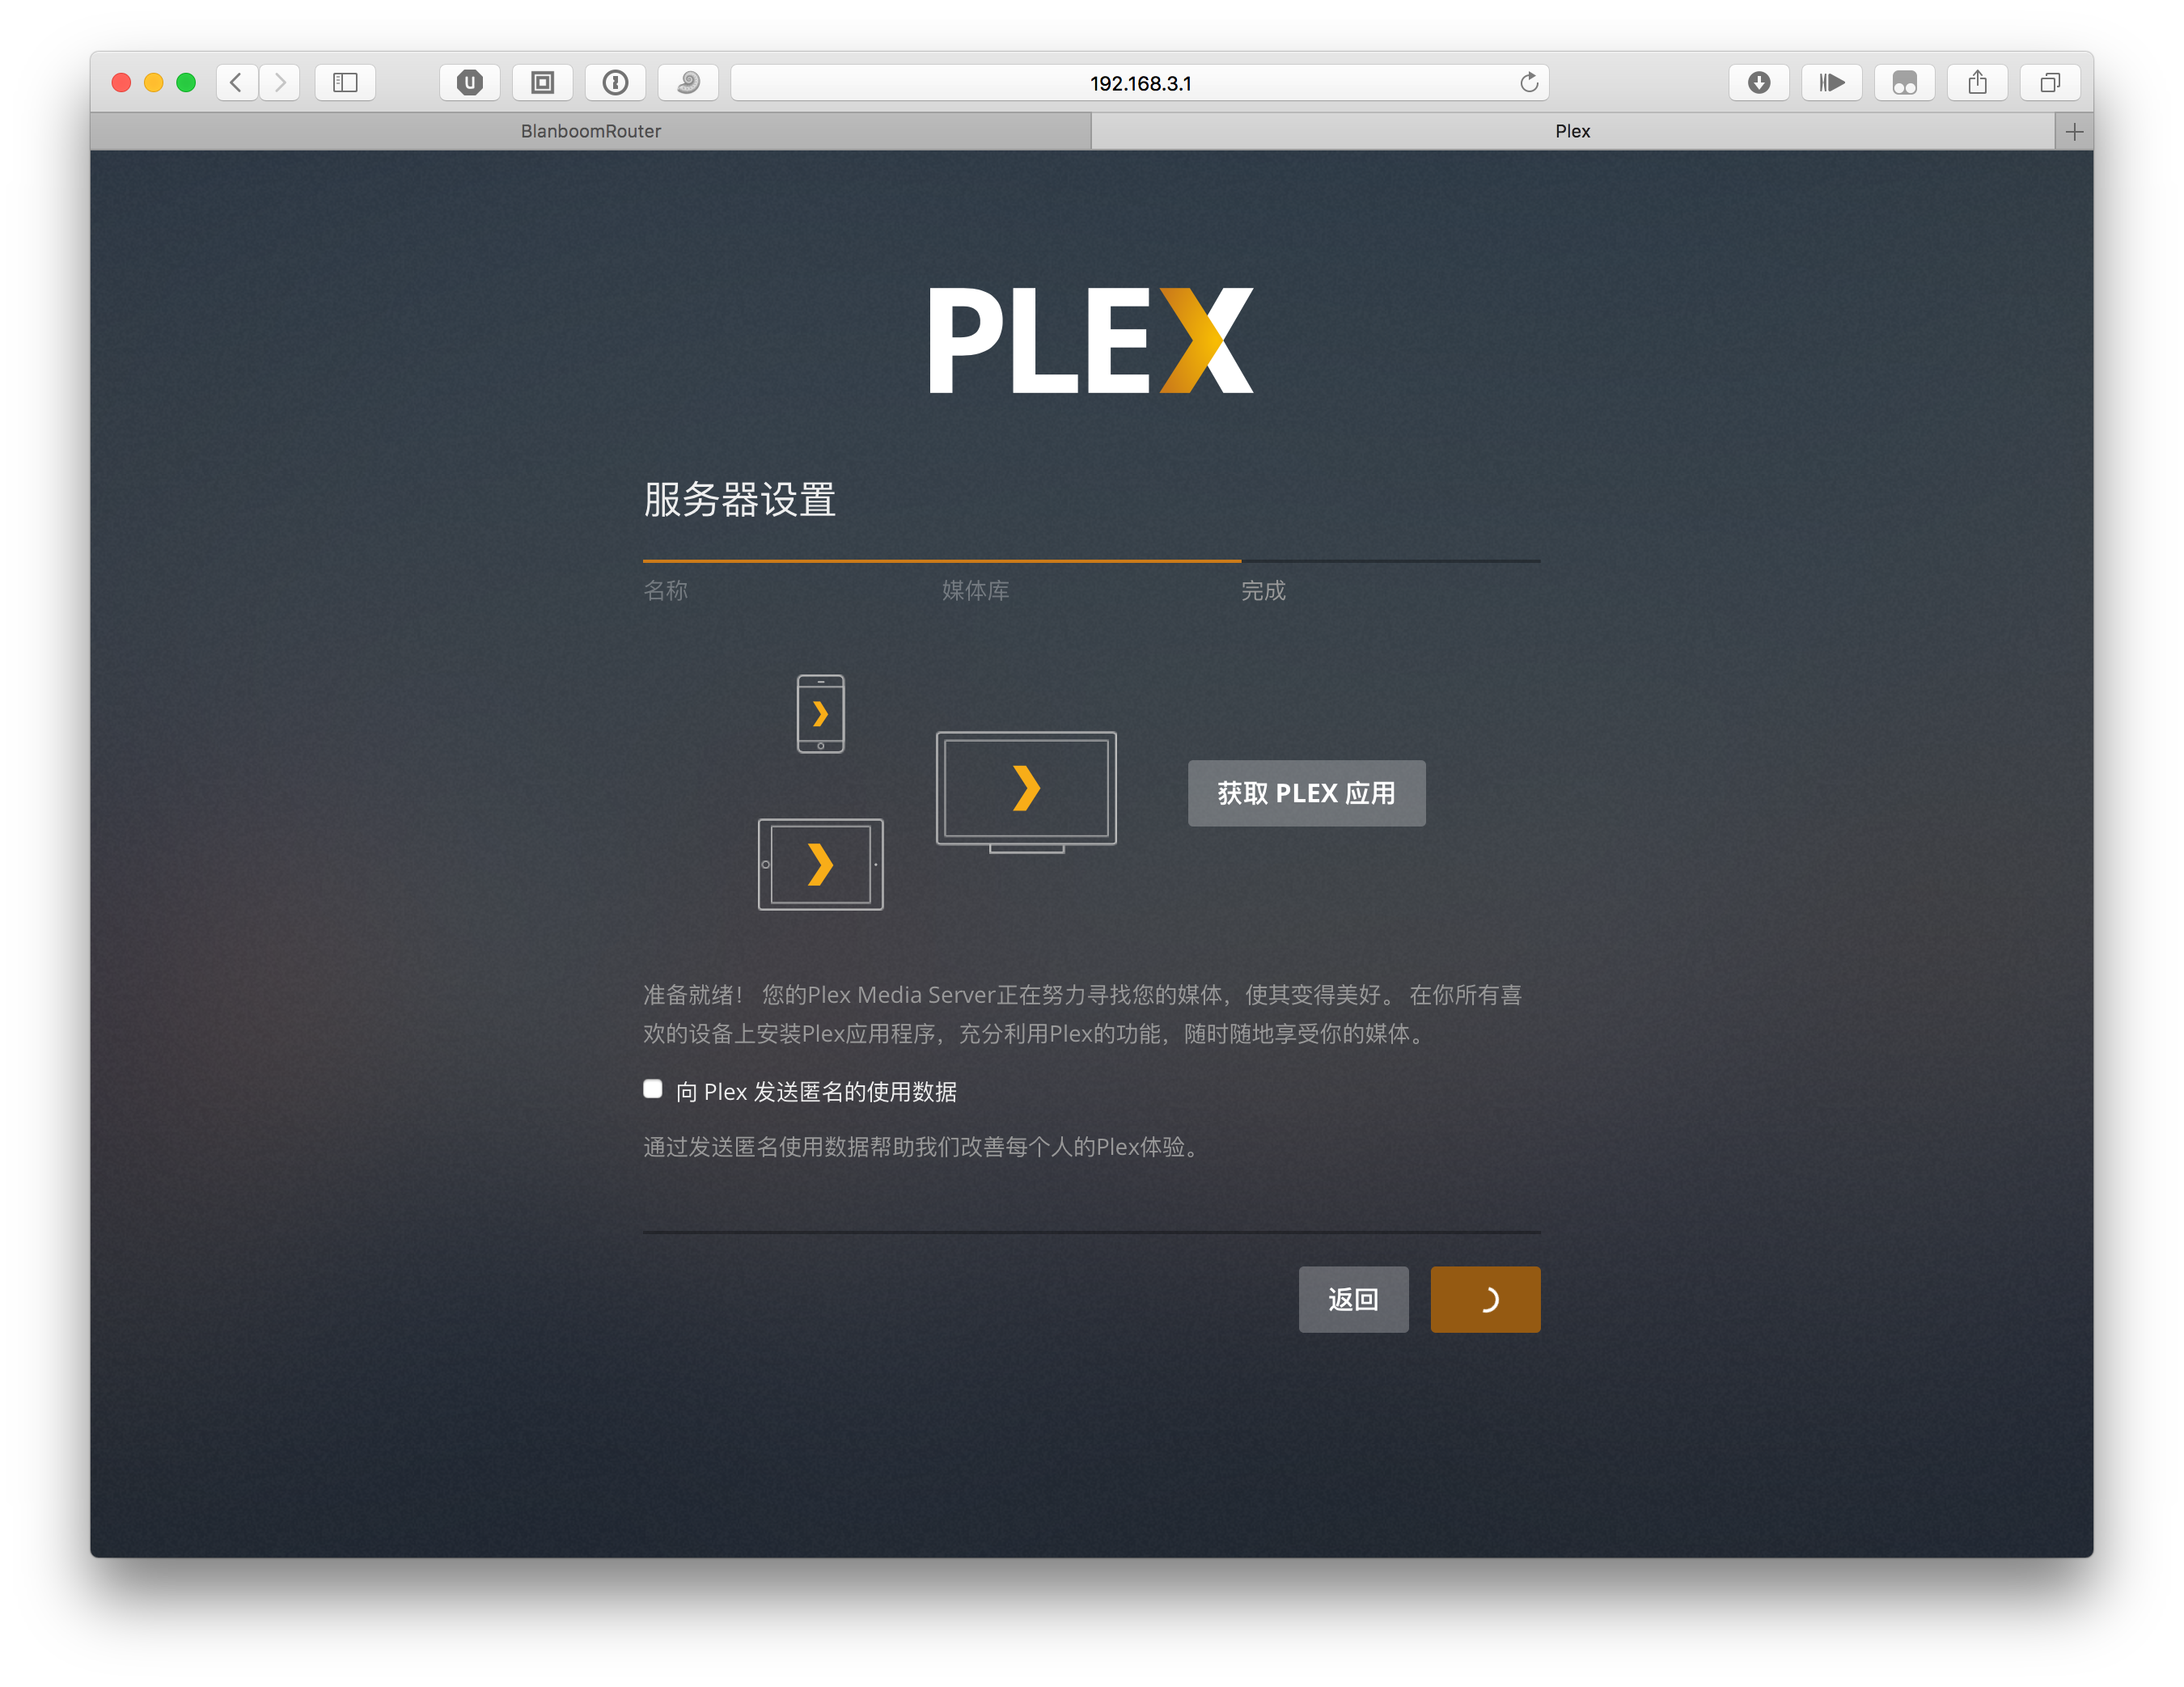 192.168.3.1
BlanboomRouter
Plex
PLEX
服务器设置
名称
媒体库
完成
获取 PLEX 应用
准备就绪！ 您的Plex Media Server正在努力寻找您的媒体，使其变得美好。 在你所有喜
欢的设备上安装Plex应用程序，充分利用Plex的功能，随时随地享受你的媒体。
向 Plex 发送匿名的使用数据
通过发送匿名使用数据帮助我们改善每个人的Plex体验。
返回